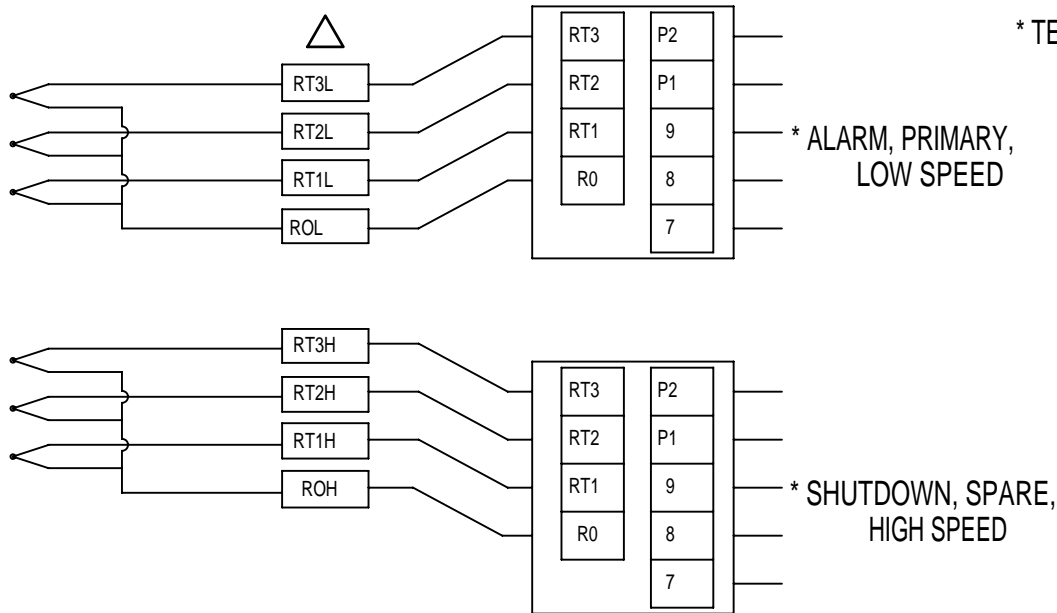 * TE
RT3 P2
RT3L
RT2 P1
RT2L
RT1 9
* ALARM, PRIMARY,
LOW SPEED
RT1L
R0 8
ROL
7
RT3H
RT3 P2
RT2H
RT2 P1
RT1H
RT1 9
* SHUTDOWN, SPARE,
HIGH SPEED
ROH
R0 8
7